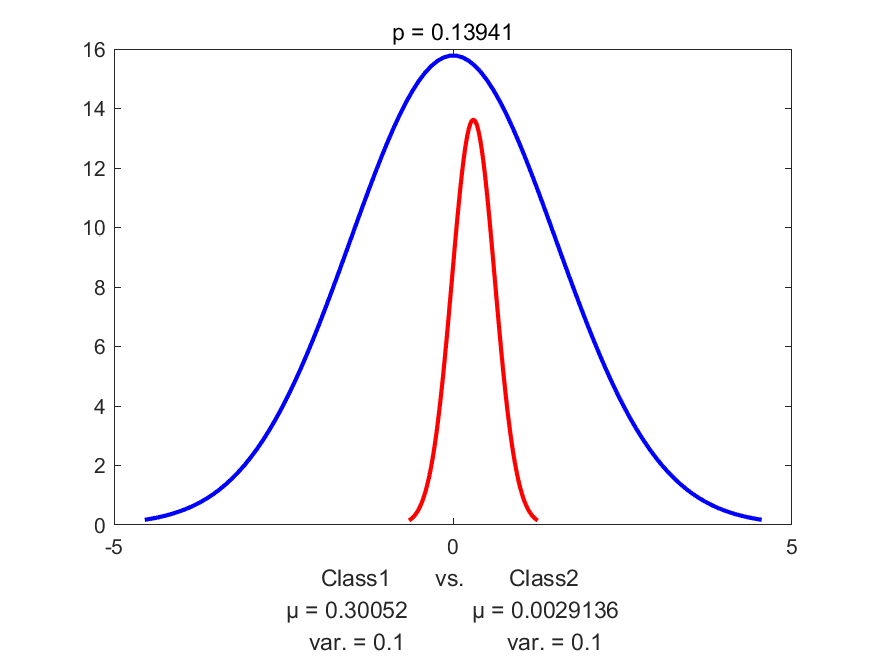 p = 0.13941
16
14
12
10
8
6
4
2
0
-5 0 5
Class1 vs. Class2
μ = 0.30052 μ = 0.0029136
var. = 0.1 var. = 0.1